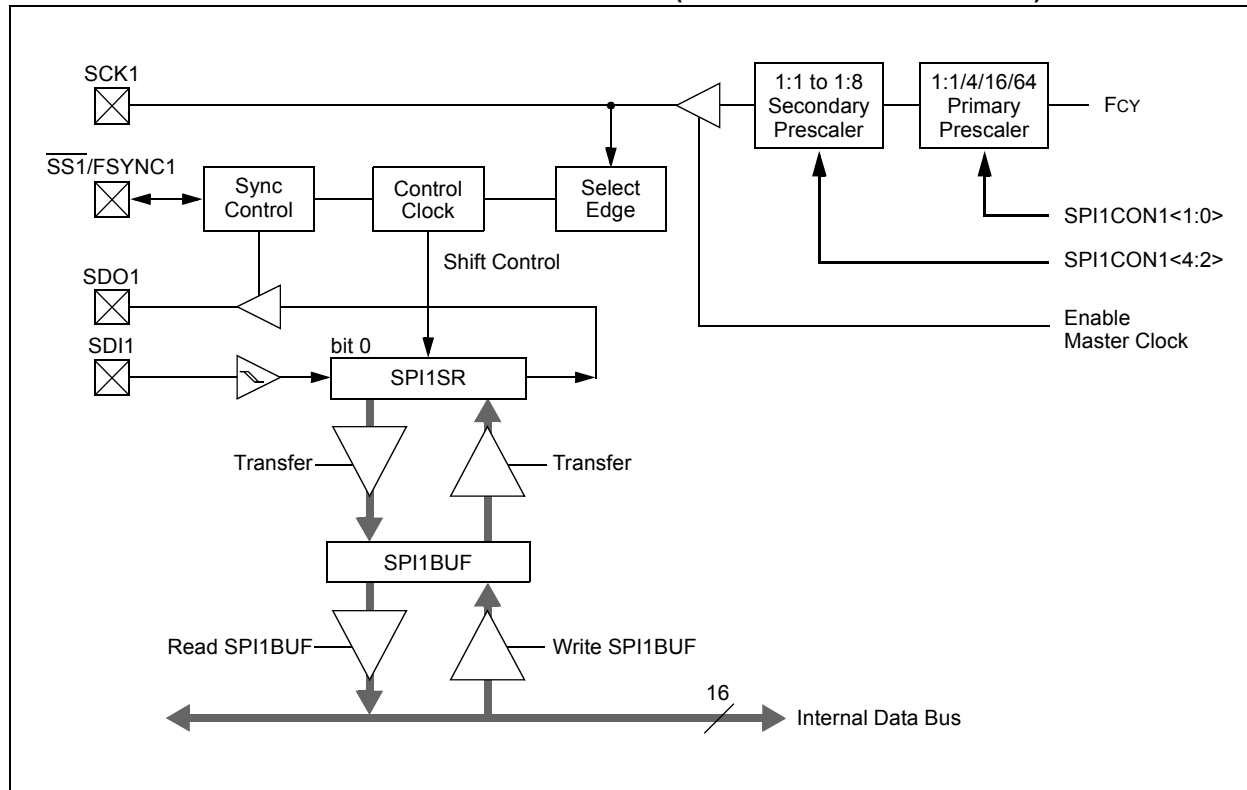 SCK1
1:1 to 1:8
Secondary
Prescaler
1:1/4/16/64
Primary
Prescaler
FCY
SS1/FSYNC1
Sync
Control
Control
Clock
Select
Edge
SPI1CON1<1:0>
SPI1CON1<4:2>
Shift Control
SDO1
Enable
Master Clock
SDI1
bit 0
SPI1SR
Transfer
Transfer
SPI1BUF
Read SPI1BUF
Write SPI1BUF
16
Internal Data Bus